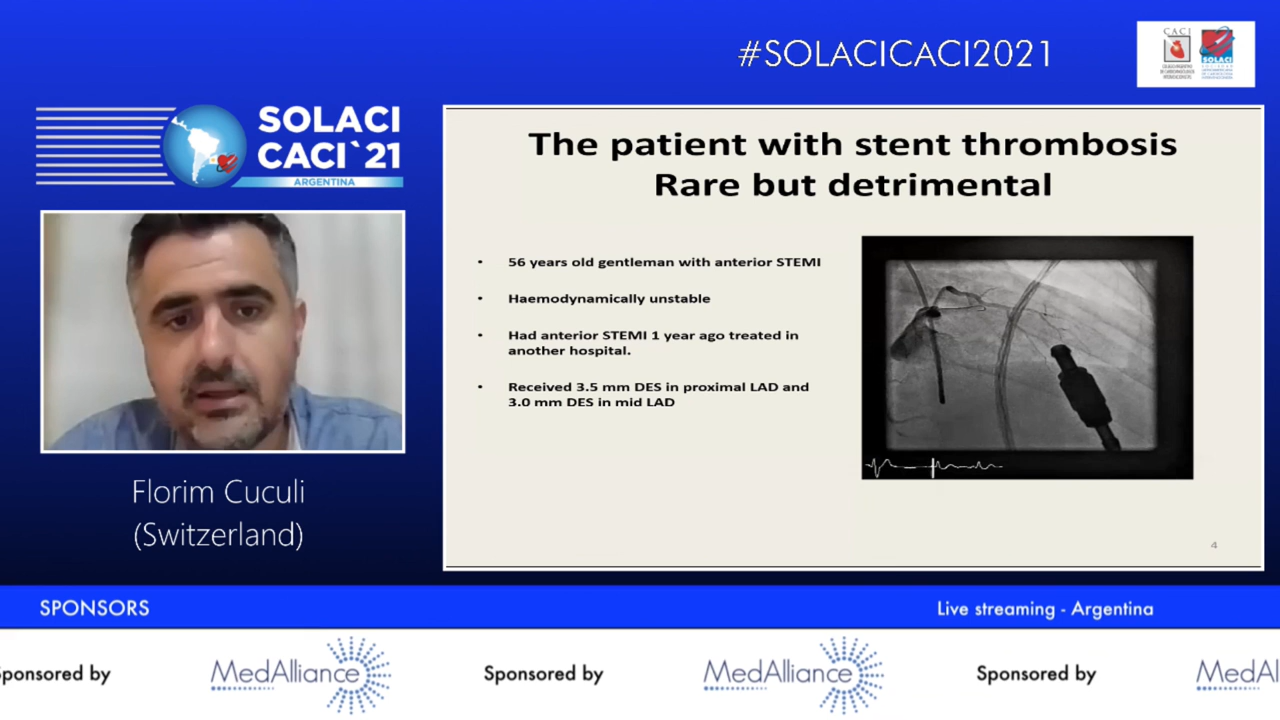 #SOLACICACI2021
CACI
SOLACI
SOLACI
CACI`21
ARGENTINA
The patient with stent thrombosis
Rare but detrimental
• 56 years old gentleman with anterior STEMI
• Haemodynamically unstable
• Had anterior STEMI 1 year ago treated in
another hospital.
• Received 3.5 mm DES in proximal LAD and
3.0 mm DES in mid LAD
4
Florim Cuculi
(Switzerland)
SPONSORS
Live streaming - Argentina
ponsored by
MedAlliance
Sponsored by
MedAlliance
Sponsored by
MedAl